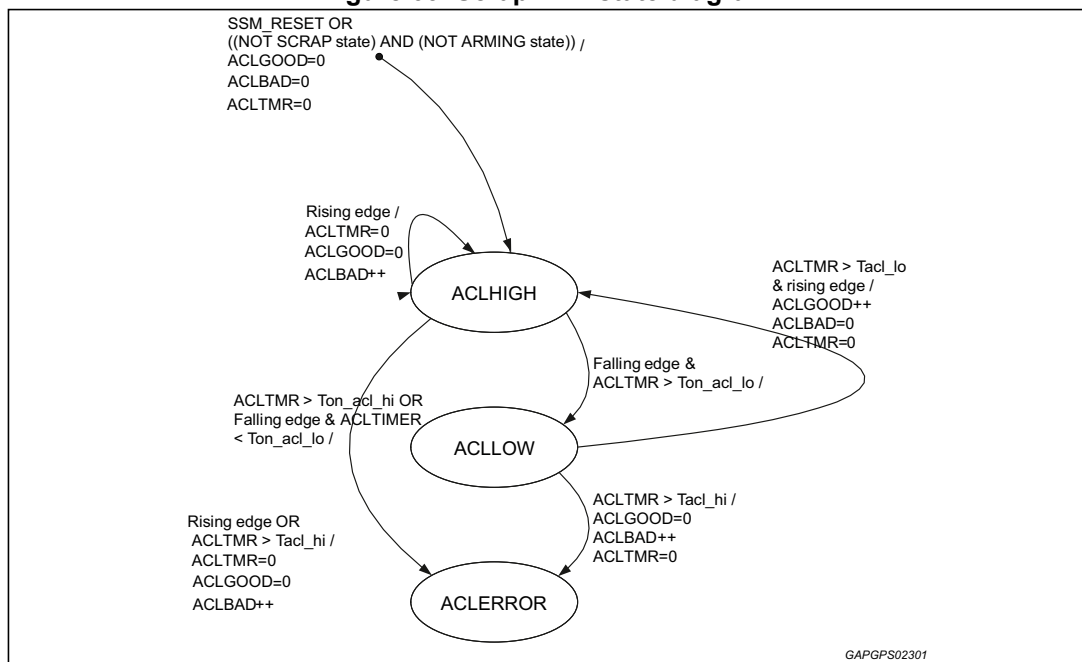 SSM_RESET OR
((NOT SCRAP state) AND (NOT ARMING state)) /
ACLGOOD=0
ACLBAD=0
ACLTMR=0
Rising edge /
ACLTMR=0
ACLGOOD=0
ACLBAD++
ACLHIGH
ACLTMR > Tacl_lo
& rising edge /
ACLGOOD++
ACLBAD=0
ACLTMR=0
Falling edge &
ACLTMR > Ton_acl_lo /
ACLTMR > Ton_acl_hi OR
Falling edge & ACLTIMER
< Ton_acl_lo /
ACLLOW
ACLTMR > Tacl_hi /
ACLGOOD=0
ACLBAD++
ACLTMR=0
Rising edge OR
ACLTMR > Tacl_hi /
ACLTMR=0
ACLGOOD=0
ACLBAD++
ACLERROR
GAPGPS02301